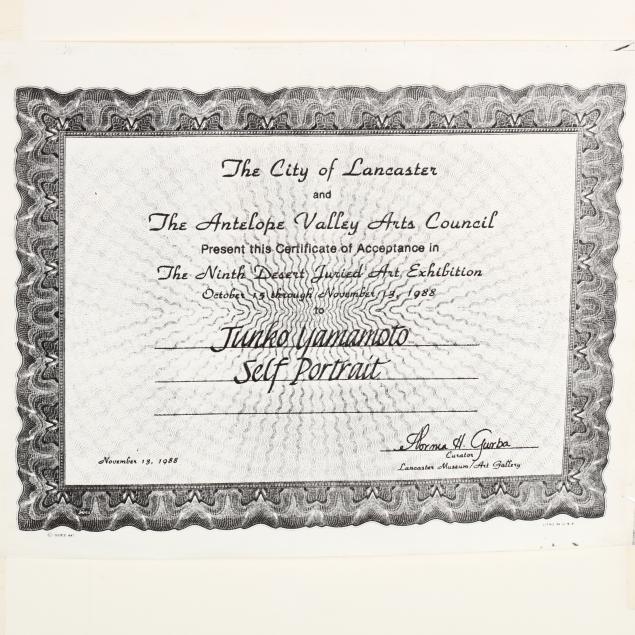 The City of Lancaster
and
The Antelope Valley Arts Council
Present this Certificate of Acceptance in
The Ninth Desert Juried Art Exhibition
October 15 through November 13, 1988
to
Junko Yamamoto
Self Portrait
November 13, 1988
Norma H. Gurba
Curator
Lancaster Museum/Art Gallery